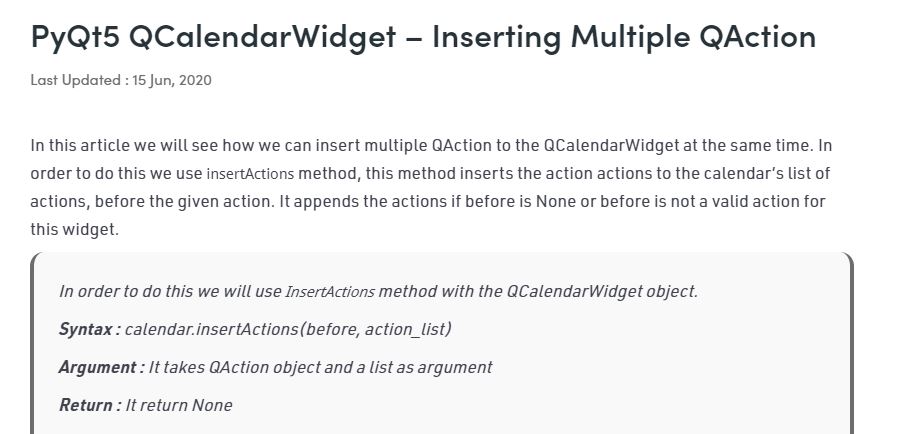 PyQt5 QCalendarWidget – Inserting Multiple QAction
Last Updated : 15 Jun, 2020
In this article we will see how we can insert multiple QAction to the QCalendarWidget at the same time. In
order to do this we use insertActions method, this method inserts the action actions to the calendar's list of
actions, before the given action. It appends the actions if before is None or before is not a valid action for
this widget.
In order to do this we will use InsertActions method with the QCalendarWidget object.
Syntax : calendar.insertActions(before, action_list)
Argument : It takes QAction object and a list as argument
Return : It return None